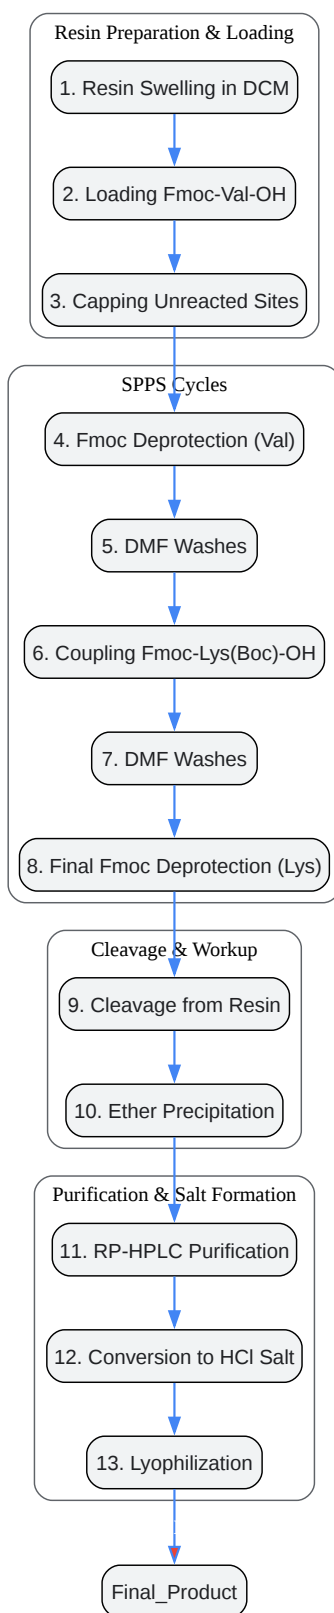 Resin Preparation & Loading
1. Resin Swelling in DCM
2. Loading Fmoc-Val-OH
3. Capping Unreacted Sites
SPPS Cycles
4. Fmoc Deprotection (Val)
5. DMF Washes
6. Coupling Fmoc-Lys(Boc)-OH
7. DMF Washes
8. Final Fmoc Deprotection (Lys)
Cleavage & Workup
9. Cleavage from Resin
10. Ether Precipitation
Purification & Salt Formation
11. RP-HPLC Purification
12. Conversion to HCl Salt
13. Lyophilization
Final_Product